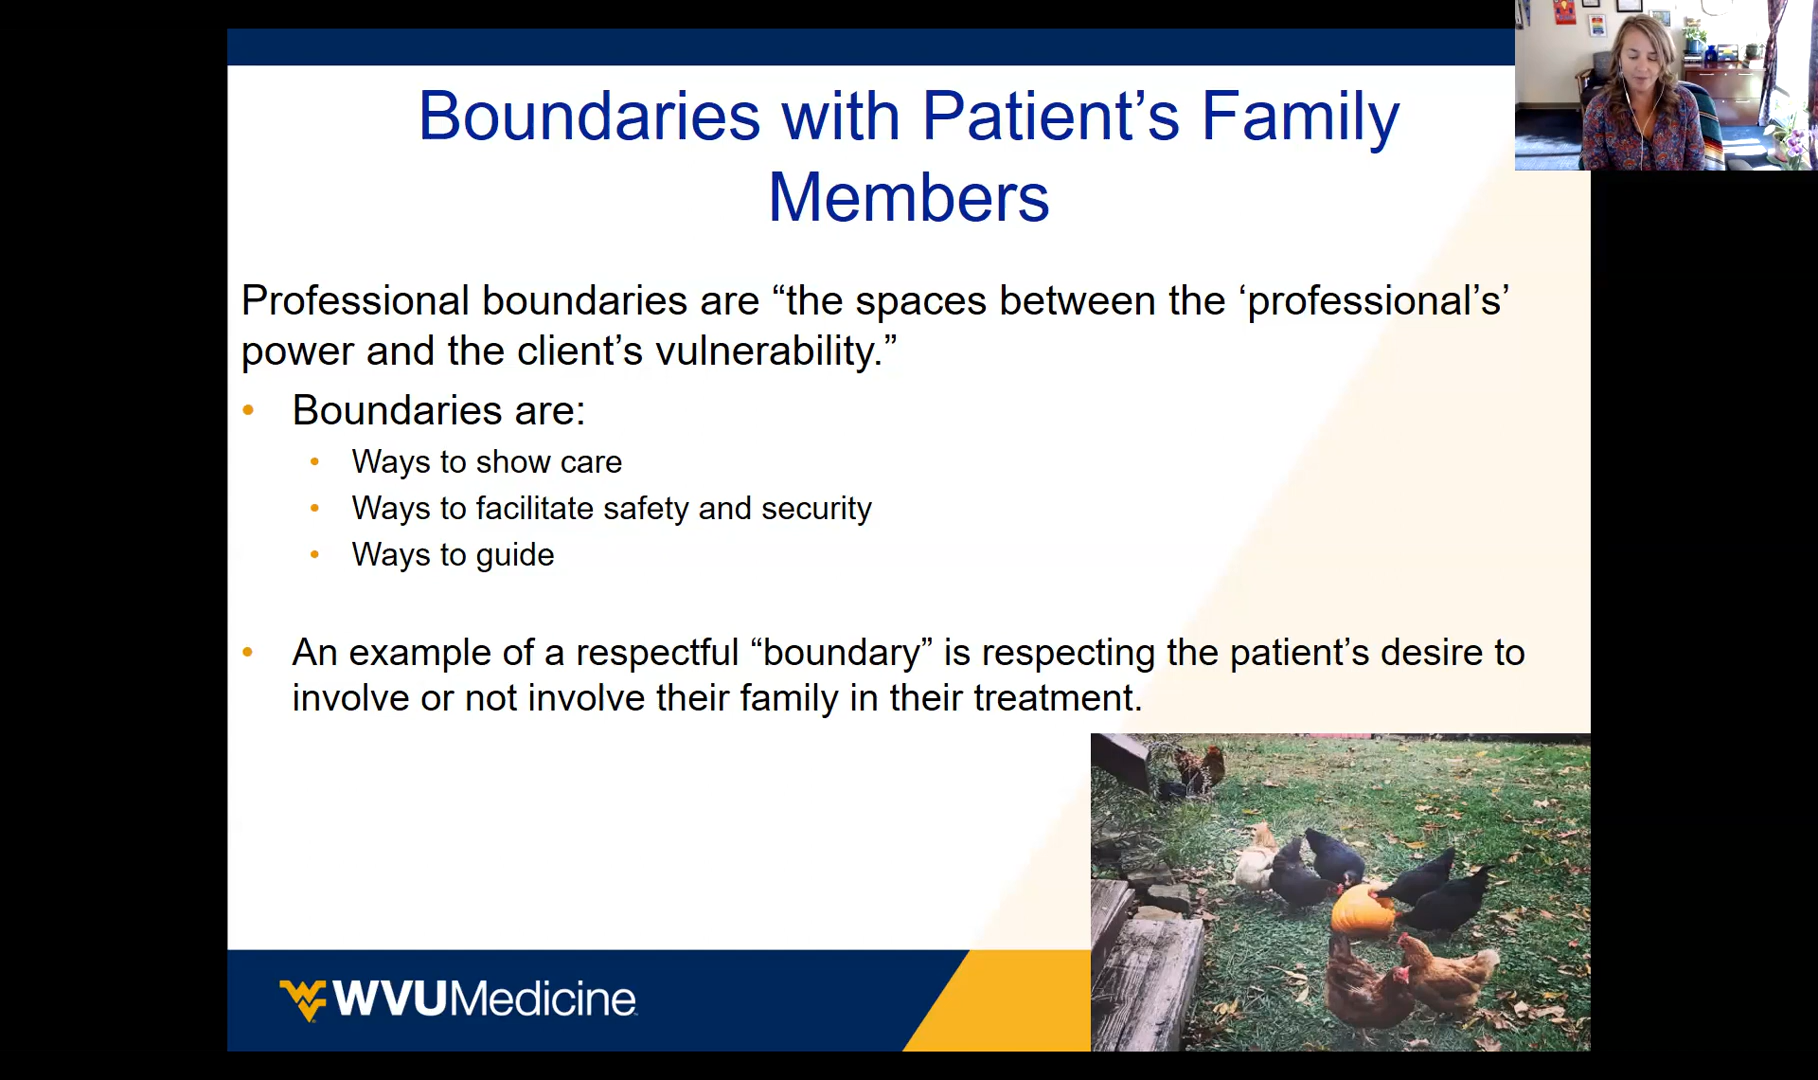 Boundaries with Patient’s Family
Members
Professional boundaries are “the spaces between the ‘professional’s’
power and the client’s vulnerability.”
• Boundaries are:
• Ways to show care
• Ways to facilitate safety and security
• Ways to guide
• An example of a respectful “boundary” is respecting the patient’s desire to
involve or not involve their family in their treatment.
WVUMedicine